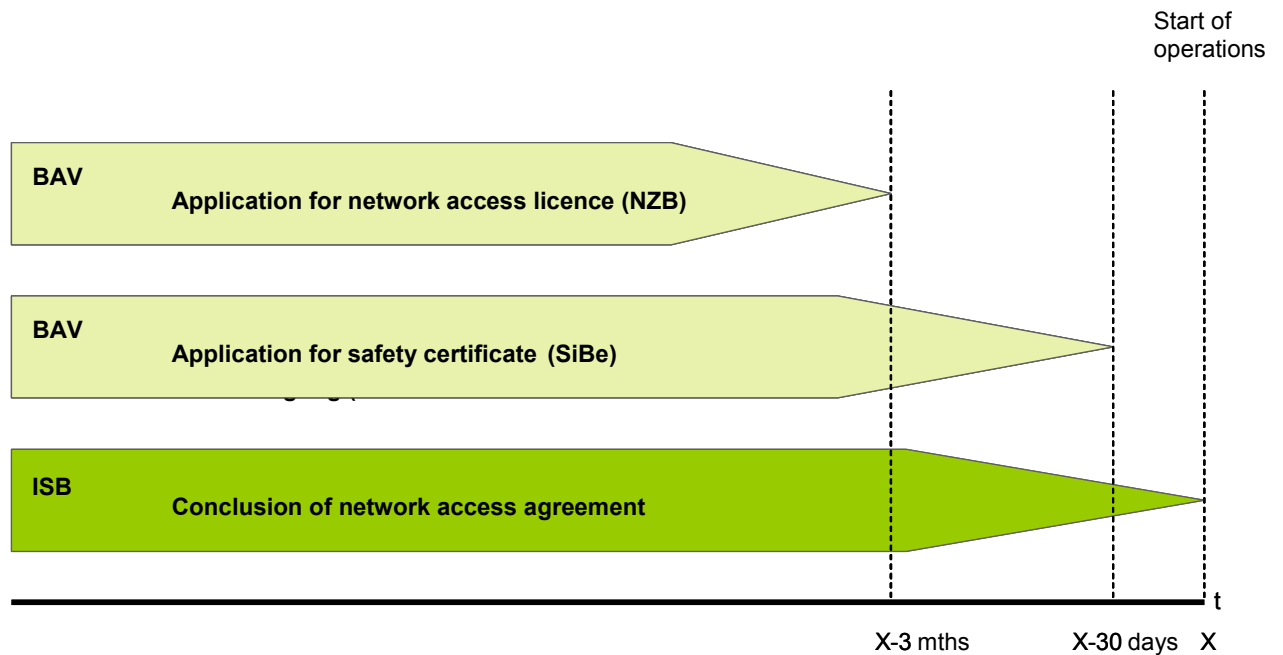 Start of
operations
BAV
Application for network access licence (NZB)
BAV
Application for safety certificate (SiBe)
ISB
Conclusion of network access agreement
t
X-3 mths
X-30 days
X